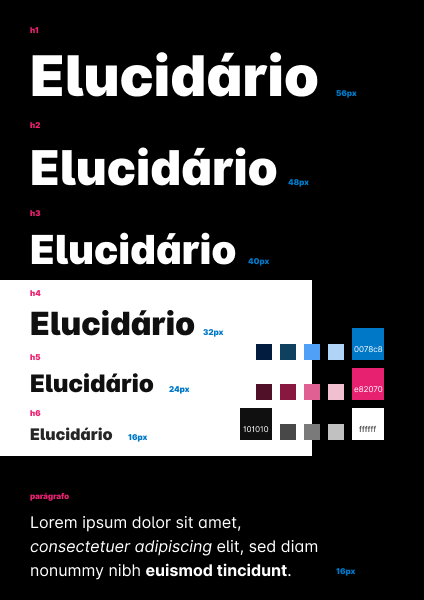 h1
Elucidário
56px
h2
Elucidário
48px
h3
Elucidário
40px
h4
Elucidário
32px
h5
Elucidário
24px
h6
Elucidário
16px
0078c8
e82070
101010
ffffff
parágrafo
Lorem ipsum dolor sit amet,
consectetuer adipiscing elit, sed diam
nonummy nibh euismod tincidunt.
16px